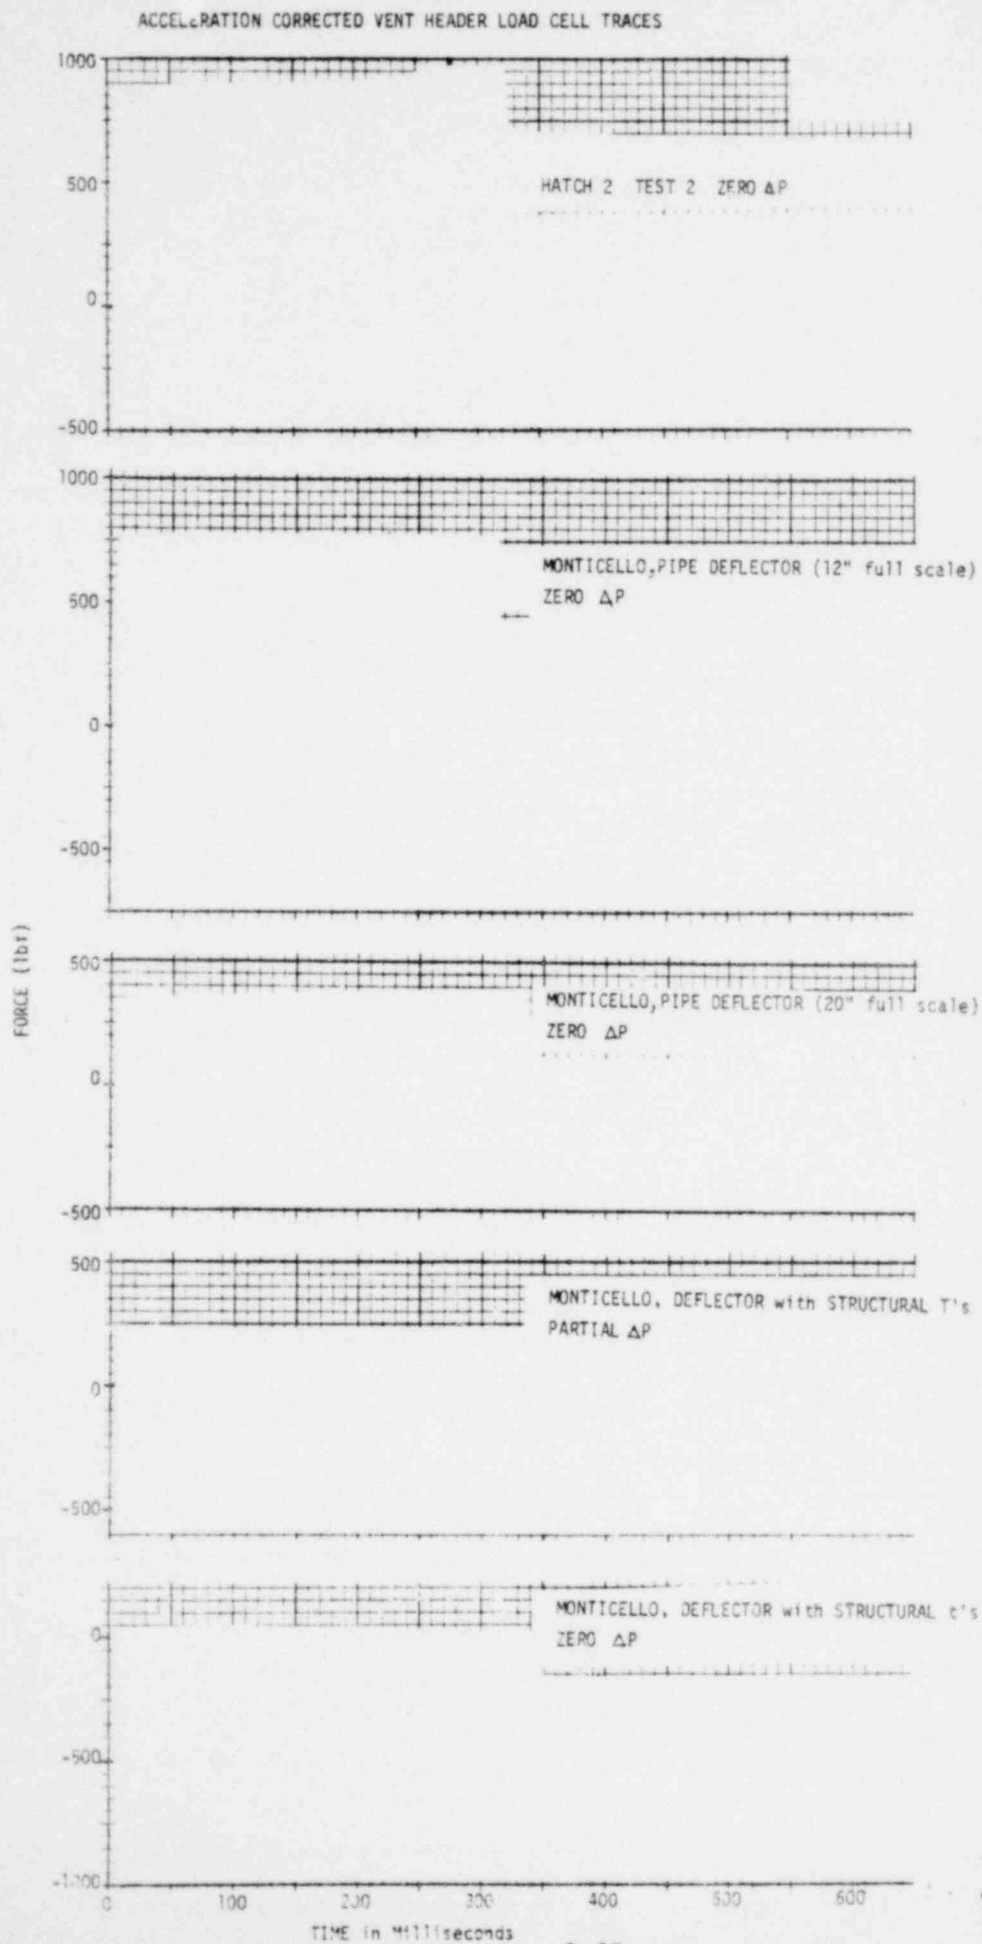 ACCELERATION CORRECTED VENT HEADER LOAD CELL TRACES
1000
500
0
-500
HATCH 2 TEST 2 ZERO ΔP
1000
500
0
-500
MONTICELLO,PIPE DEFLECTOR (12" full scale)
ZERO ΔP
FORCE (lbf)
500
0
-500
MONTICELLO,PIPE DEFLECTOR (20" full scale)
ZERO ΔP
500
0
-500
MONTICELLO, DEFLECTOR with STRUCTURAL T's
PARTIAL ΔP
0
-500
-1000
MONTICELLO, DEFLECTOR with STRUCTURAL t's
ZERO ΔP
0 100 200 300 400 500 600
TIME in Milliseconds